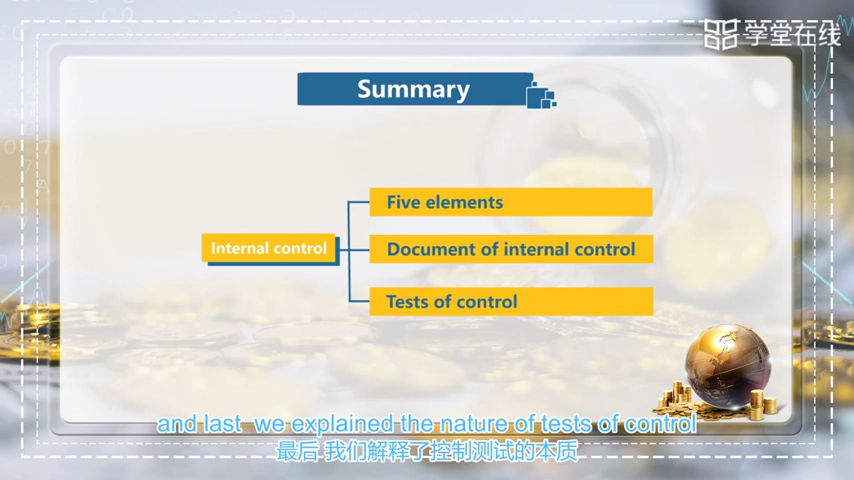 学堂在线
Summary
Five elements
Internal control
Document of internal control
Tests of control
and last we explained the nature of tests of control
最后 我们解释了控制测试的本质